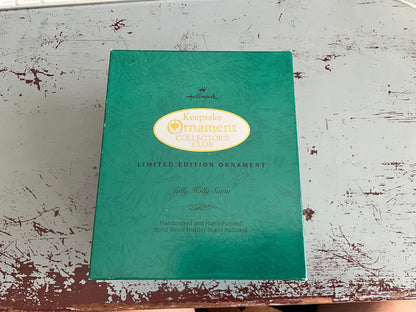 Hallmark
Keepsake
Ornament
COLLECTOR'S
CLUB
LIMITED EDITION ORNAMENT
Jolly Holly Santa
Handcrafted and Hand-Painted
Wood Display Stand Included